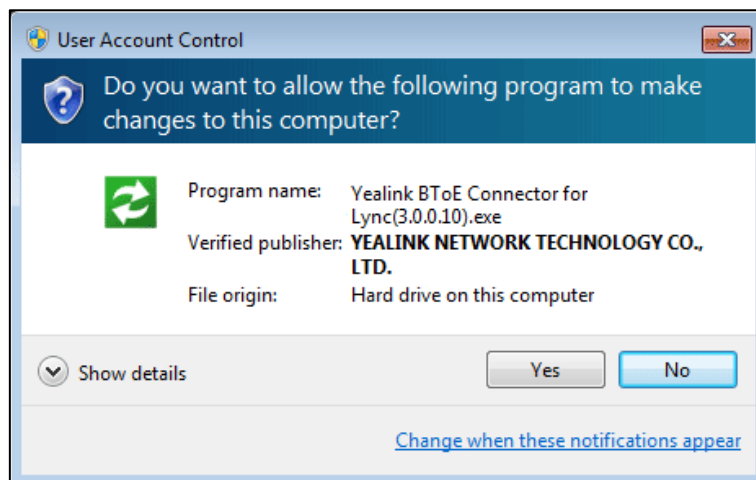 User Account Control
Do you want to allow the following program to make
changes to this computer?
Program name: Yealink BToE Connector for
Lync(3.0.0.10).exe
Verified publisher: YEALINK NETWORK TECHNOLOGY CO.,
LTD.
File origin: Hard drive on this computer
Show details
Yes
No
Change when these notifications appear